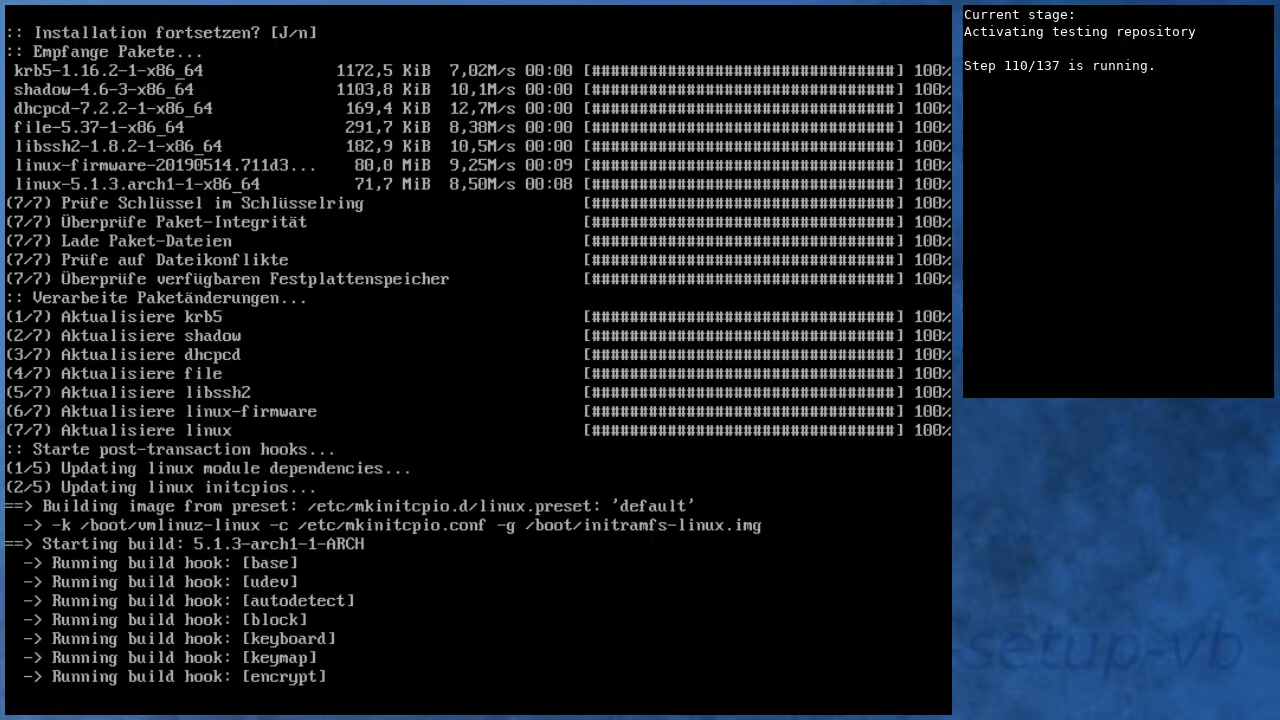 :: Installation fortsetzen? [J/n]
:: Empfange Pakete...
krb5-1.16.2-1-x86_64 1172,5 KiB 7,02M/s 00:00 [################################] 100%
shadow-4.6-3-x86_64 1103,8 KiB 10,1M/s 00:00 [################################] 100%
dhcpcd-7.2.2-1-x86_64 169,4 KiB 12,7M/s 00:00 [################################] 100%
file-5.37-1-x86_64 291,7 KiB 8,38M/s 00:00 [################################] 100%
libssh2-1.8.2-1-x86_64 182,9 KiB 10,5M/s 00:00 [################################] 100%
linux-firmware-20190514.711d3... 80,0 MiB 9,25M/s 00:09 [################################] 100%
linux-5.1.3.arch1-1-x86_64 71,7 MiB 8,50M/s 00:08 [################################] 100%
(7/7) Prüfe Schlüssel im Schlüsselring [################################] 100%
(7/7) Überprüfe Paket-Integrität [################################] 100%
(7/7) Lade Paket-Dateien [################################] 100%
(7/7) Prüfe auf Dateikonflikte [################################] 100%
(7/7) Überprüfe verfügbaren Festplattenspeicher [################################] 100%
:: Verarbeite Paketänderungen...
(1/7) Aktualisiere krb5 [################################] 100%
(2/7) Aktualisiere shadow [################################] 100%
(3/7) Aktualisiere dhcpcd [################################] 100%
(4/7) Aktualisiere file [################################] 100%
(5/7) Aktualisiere libssh2 [################################] 100%
(6/7) Aktualisiere linux-firmware [################################] 100%
(7/7) Aktualisiere linux [################################] 100%
:: Starte post-transaction hooks...
(1/5) Updating linux module dependencies...
(2/5) Updating linux initcpios...
==> Building image from preset: /etc/mkinitcpio.d/linux.preset: 'default'
-> -k /boot/vmlinuz-linux -c /etc/mkinitcpio.conf -g /boot/initramfs-linux.img
==> Starting build: 5.1.3-arch1-1-ARCH
-> Running build hook: [base]
-> Running build hook: [udev]
-> Running build hook: [autodetect]
-> Running build hook: [block]
-> Running build hook: [keyboard]
-> Running build hook: [keymap]
-> Running build hook: [encrypt]
Current stage:
Activating testing repository
Step 110/137 is running.
-setup-vb